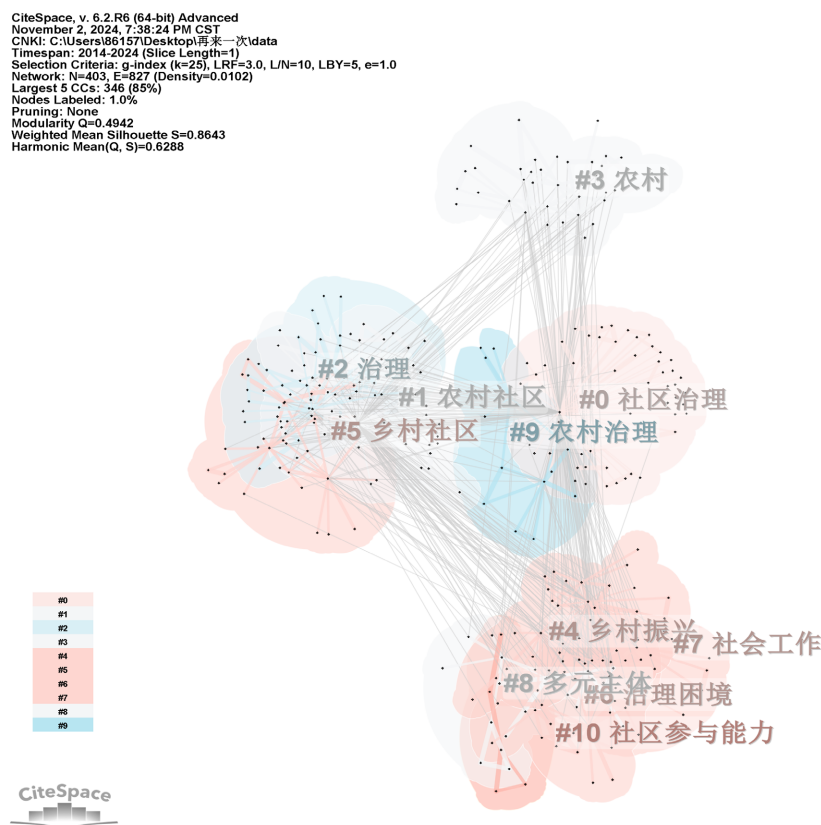 CiteSpace, v. 6.2.R6 (64-bit) Advanced
November 2, 2024, 7:38:24 PM CST
CNKI: C:\Users\86157\Desktop\再来一次\data
Timespan: 2014-2024 (Slice Length=1)
Selection Criteria: g-index (k=25), LRF=3.0, L/N=10, LBY=5, e=1.0
Network: N=403, E=827 (Density=0.0102)
Largest 5 CCs: 346 (85%)
Nodes Labeled: 1.0%
Pruning: None
Modularity Q=0.4942
Weighted Mean Silhouette S=0.8643
Harmonic Mean(Q, S)=0.6288
#3 农村
#2 治理
#1 农村社区
#0 社区治理
#5 乡村社区
#9 农村治理
#4 乡村振兴
#7 社会工作
#8 多元主体
治理困境
#10 社区参与能力
#0
#1
#2
#3
#4
#5
#6
#7
#8
#9
CiteSpace